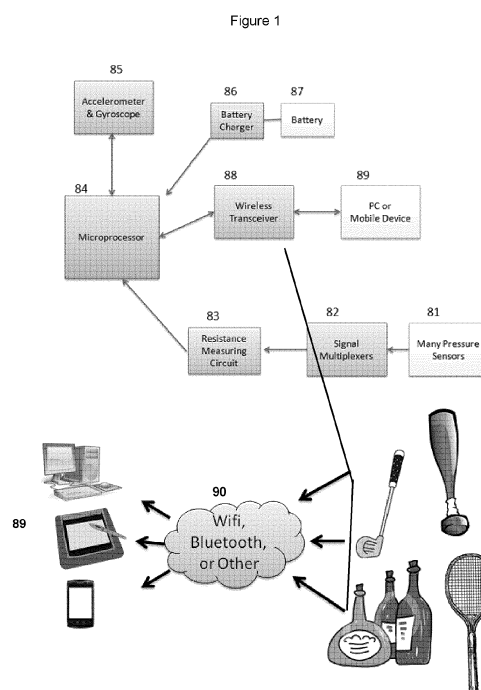 Figure 1
85
Accelerometer
& Gyroscope
86
Battery
Charger
87
Battery
84
Microprocessor
88
Wireless
Transceiver
89
PC or
Mobile Device
83
Resistance
Measuring
Circuit
82
Signal
Multiplexers
81
Many Pressure
Sensors
89
90
Wifi,
Bluetooth,
or Other